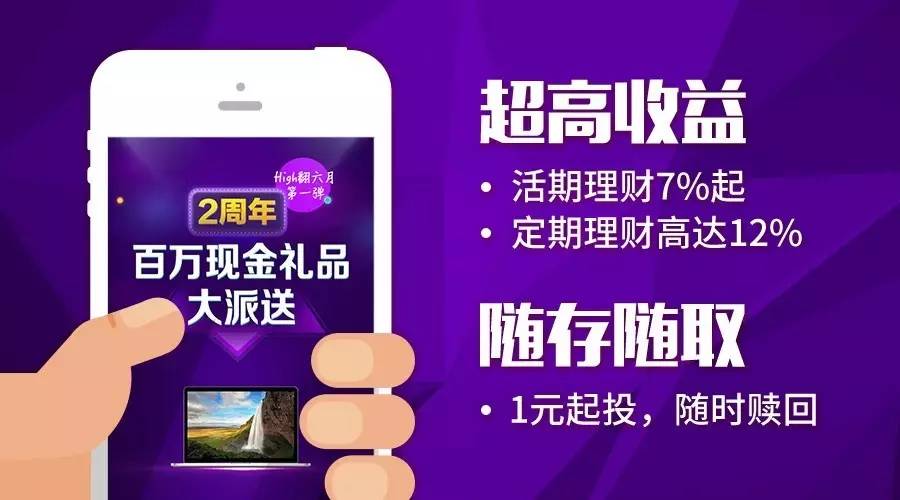 High翻六月
第一弹
2周年
百万现金礼品
大派送
超高收益
• 活期理财7%起
• 定期理财高达12%
随存随取
• 1元起投，随时赎回